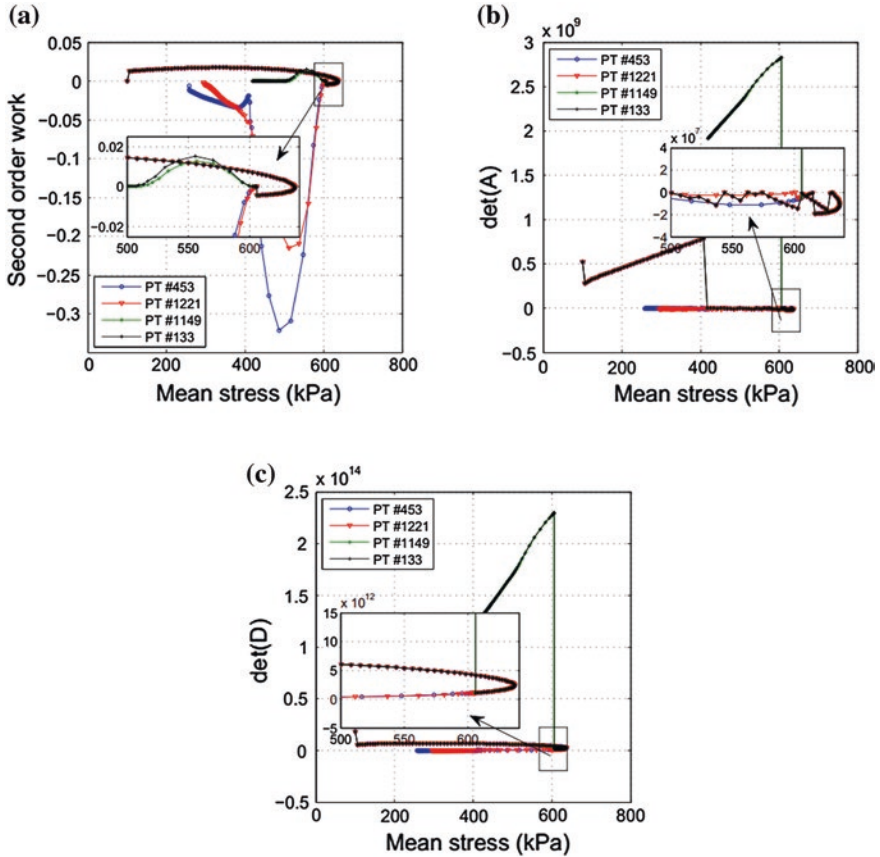 (a)
Second order work
0.05
0
−0.05
−0.1
−0.15
−0.2
−0.25
−0.3
0.02
0
−0.02
500
550
600
PT #453
PT #1221
PT #1149
PT #133
0
200
400
600
800
Mean stress (kPa)
(b)
x 10^9
det(A)
3
2.5
2
1.5
1
0.5
0
−0.5
PT #453
PT #1221
PT #1149
PT #133
x 10^7
4
2
0
−2
−4
500
550
600
0
200
400
600
800
Mean stress (kPa)
(c)
x 10^14
det(D)
2.5
2
1.5
1
0.5
0
−0.5
PT #453
PT #1221
PT #1149
PT #133
x 10^12
15
10
5
0
−5
500
550
600
0
200
400
600
800
Mean stress (kPa)